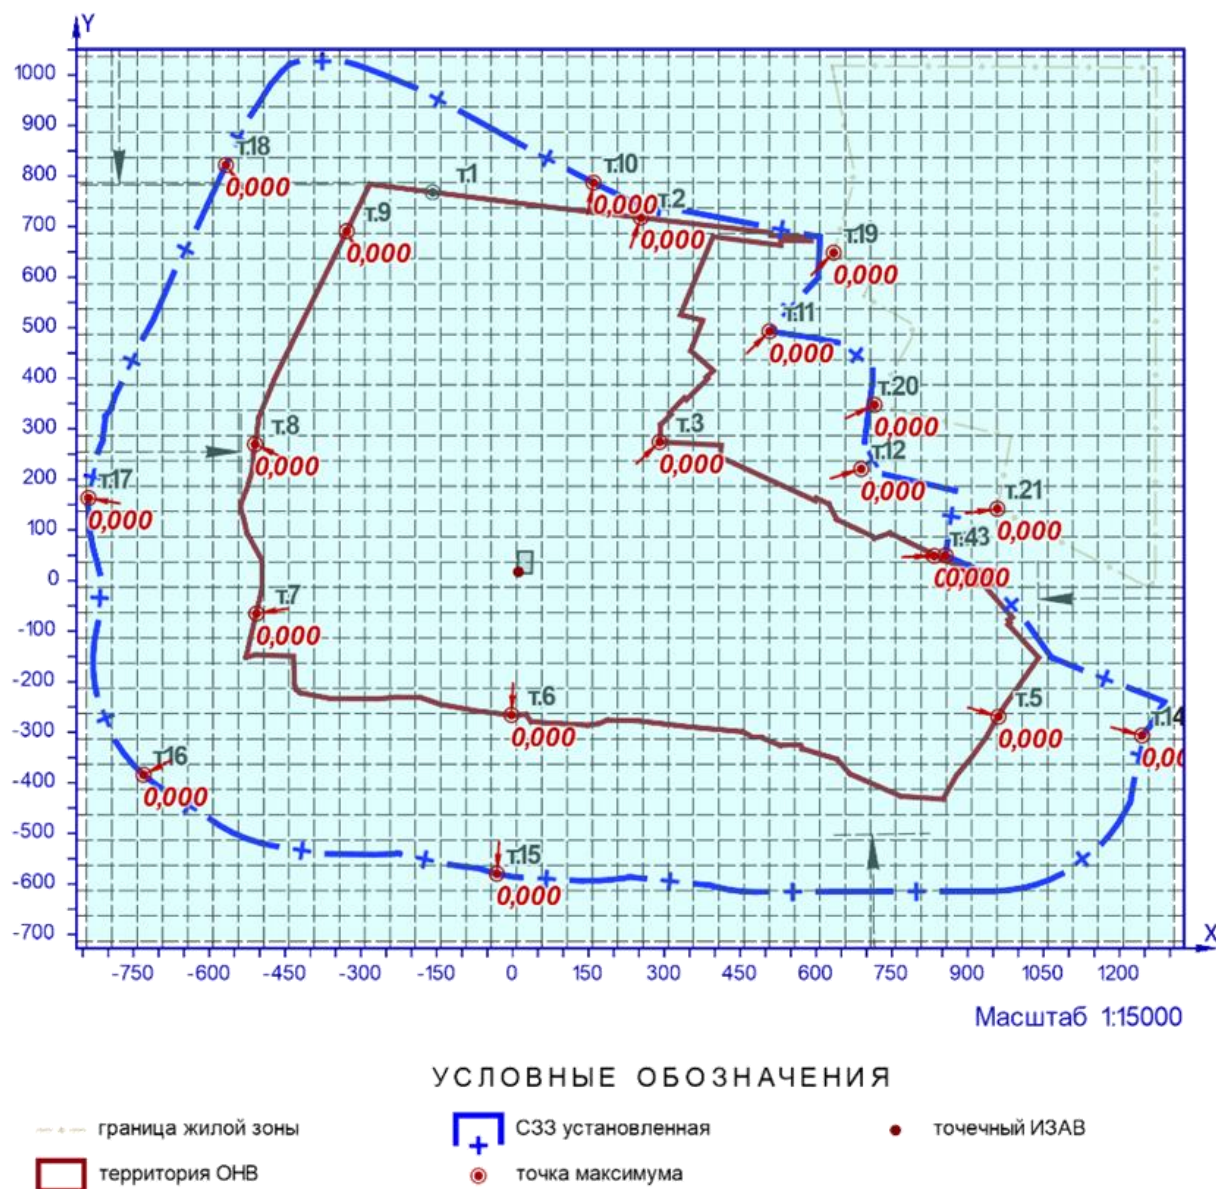 Y
1000
900
800
700
600
500
400
300
200
100
0
-100
-200
-300
-400
-500
-600
-700
т.18
0,000
т.1
т.10
0,000
т.2
0,000
т.9
0,000
т.19
0,000
т.11
0,000
т.20
0,000
т.3
0,000
т.8
0,000
т.12
0,000
т.17
0,000
т.21
0,000
т.43
0,000
т.7
0,000
т.6
0,000
т.5
0,000
т.14
0,00
т.16
0,000
т.15
0,000
X
-750 -600 -450 -300 -150 0 150 300 450 600 750 900 1050 1200
Масштаб 1:15000
УСЛОВНЫЕ ОБОЗНАЧЕНИЯ
граница жилой зоны
СЗЗ установленная
точечный ИЗАВ
территория ОНВ
точка максимума